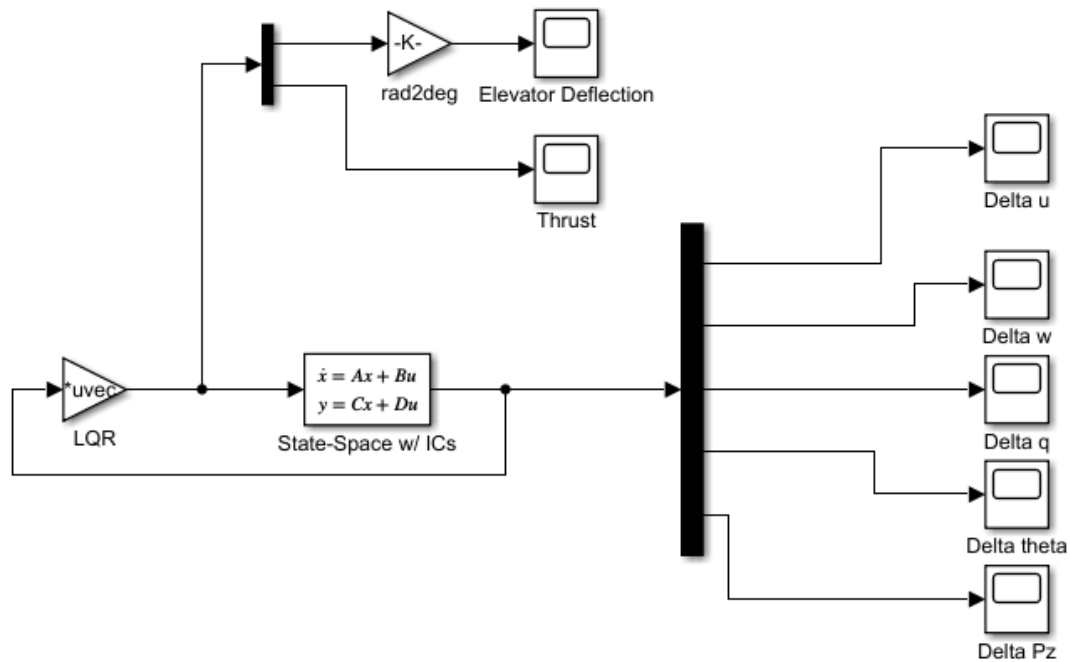 -K-
rad2deg
Elevator Deflection
Thrust
Delta u
Delta w
*uvec
LQR
ẋ = Ax + Bu
y = Cx + Du
State-Space w/ ICs
Delta q
Delta theta
Delta Pz